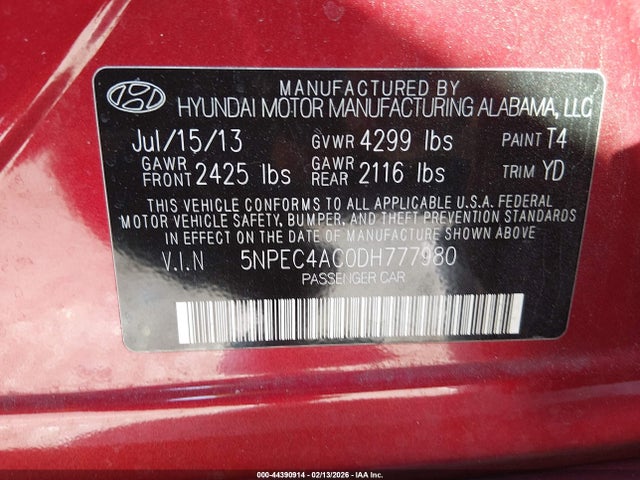 MANUFACTURED BY
HYUNDAI MOTOR MANUFACTURING ALABAMA, LLC
Jul/15/13 GVWR 4299 lbs PAINT T4
GAWR FRONT 2425 lbs GAWR REAR 2116 lbs TRIM YD
THIS VEHICLE CONFORMS TO ALL APPLICABLE U.S.A. FEDERAL
MOTOR VEHICLE SAFETY, BUMPER, AND THEFT PREVENTION STANDARDS
IN EFFECT ON THE DATE OF MANUFACTURE SHOWN ABOVE
V.I.N 5NPEC4AC0DH777980
PASSENGER CAR
000-44390914 - 02/13/2026 - IAA Inc.